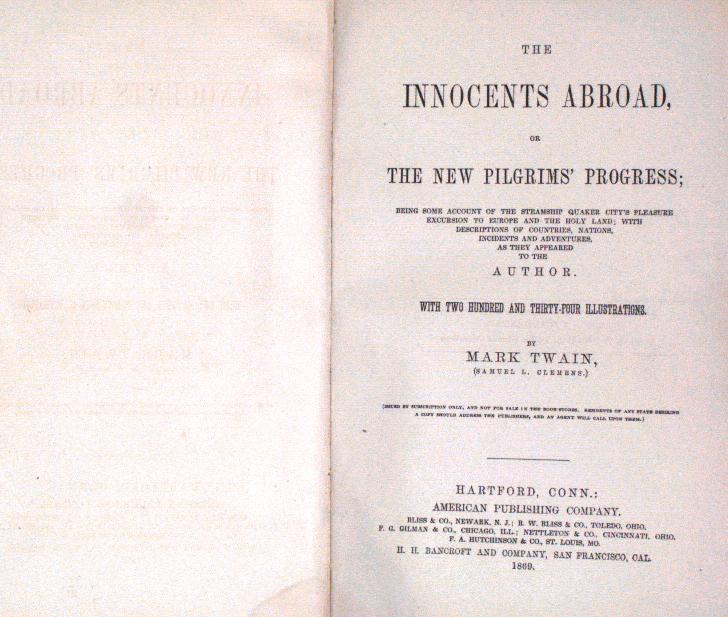 THE
INNOCENTS ABROAD,
OR
THE NEW PILGRIMS' PROGRESS;
BEING SOME ACCOUNT OF THE STEAMSHIP QUAKER CITY'S PLEASURE
EXCURSION TO EUROPE AND THE HOLY LAND; WITH
DESCRIPTIONS OF COUNTRIES, NATIONS,
INCIDENTS AND ADVENTURES,
AS THEY APPEARED
TO THE
AUTHOR.
WITH TWO HUNDRED AND THIRTY-FOUR ILLUSTRATIONS.
BY
MARK TWAIN,
(SAMUEL L. CLEMENS.)
(ISSUED BY SUBSCRIPTION ONLY, AND NOT FOR SALE IN THE BOOK-STORES. RESIDENTS OF ANY STATE DESIRING
A COPY SHOULD ADDRESS THE PUBLISHERS, AND AN AGENT WILL CALL UPON THEM.)
HARTFORD, CONN.:
AMERICAN PUBLISHING COMPANY.
BLISS & CO., NEWARK, N. J.; R. W. BLISS & CO., TOLEDO, OHIO.
F. G. GILMAN & CO., CHICAGO, ILL.; NETTLETON & CO., CINCINNATI, OHIO.
F. A. HUTCHINSON & CO., ST. LOUIS, MO.
H. H. BANCROFT AND COMPANY, SAN FRANCISCO, CAL.
1869.